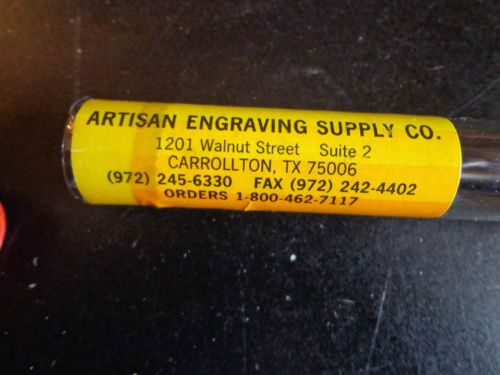 ARTISAN ENGRAVING SUPPLY CO.
1201 Walnut Street Suite 2
CARROLLTON, TX 75006
(972) 245-6330 FAX (972) 242-4402
ORDERS 1-800-462-7117